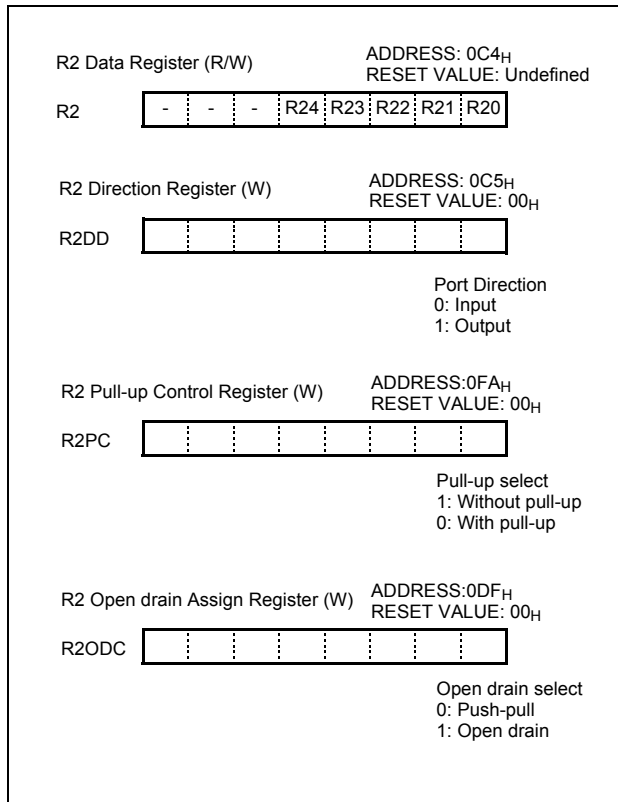 R2 Data Register (R/W)
ADDRESS: 0C4H
RESET VALUE: Undefined
R2
- - - R24 R23 R22 R21 R20
R2 Direction Register (W)
ADDRESS: 0C5H
RESET VALUE: 00H
R2DD
Port Direction
0: Input
1: Output
R2 Pull-up Control Register (W)
ADDRESS:0FAH
RESET VALUE: 00H
R2PC
Pull-up select
1: Without pull-up
0: With pull-up
R2 Open drain Assign Register (W)
ADDRESS:0DFH
RESET VALUE: 00H
R2ODC
Open drain select
0: Push-pull
1: Open drain